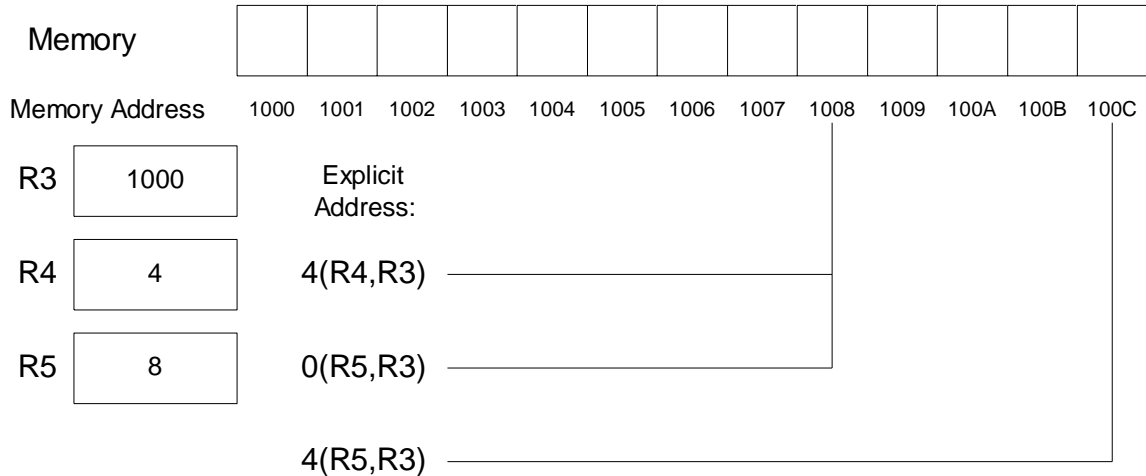 Memory
Memory Address 1000 1001 1002 1003 1004 1005 1006 1007 1008 1009 100A 100B 100C
R3 1000
Explicit
Address:
R4 4 4(R4,R3)
R5 8 0(R5,R3)
4(R5,R3)